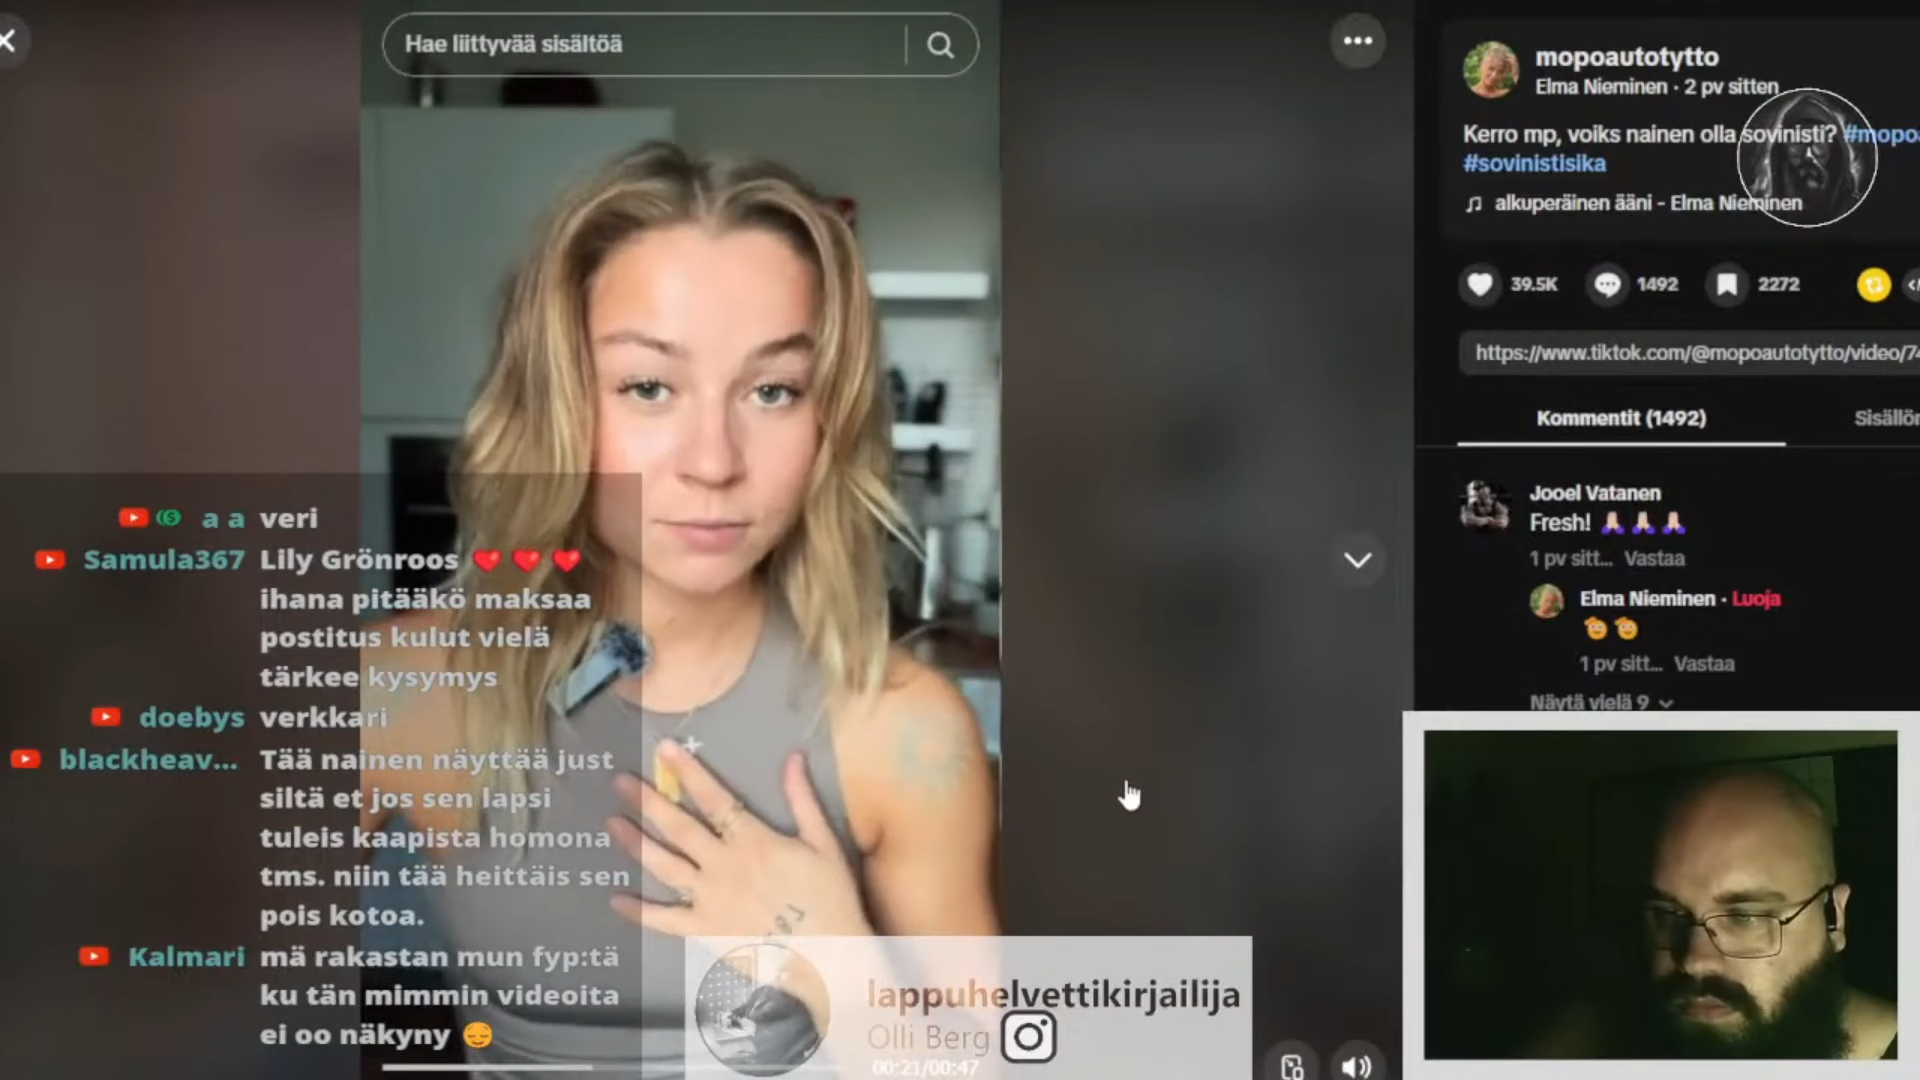 Hae liittyvää sisältöä
mopoautotytto
Elma Nieminen · 2 pv sitten
Kerro mp, voiks nainen olla sovinisti? #mopo
#sovinistisika
alkuperäinen ääni - Elma Nieminen
39.5K 1492 2272
https://www.tiktok.com/@mopoautotytto/video/74
Kommentit (1492)
Jooel Vatanen
Fresh! 🙏🏻🙏🏻🙏🏻
1 pv sitt... Vastaa
Elma Nieminen · Luoja
1 pv sitt... Vastaa
Näytä vielä 9
a a veri
Samula367 Lily Grönroos ❤️ ❤️ ❤️
ihana pitääkö maksaa
postitus kulut vielä
tärkee kysymys
doebys verkkari
blackheav... Tää nainen näyttää just
siltä et jos sen lapsi
tuleis kaapista homona
tms. niin tää heittäis sen
pois kotoa.
Kalmari mä rakastan mun fyp:tä
ku tän mimmin videoita
ei oo näkyny 😌
lappuhelvettikirjailija
Olli Berg
00:21/00:47